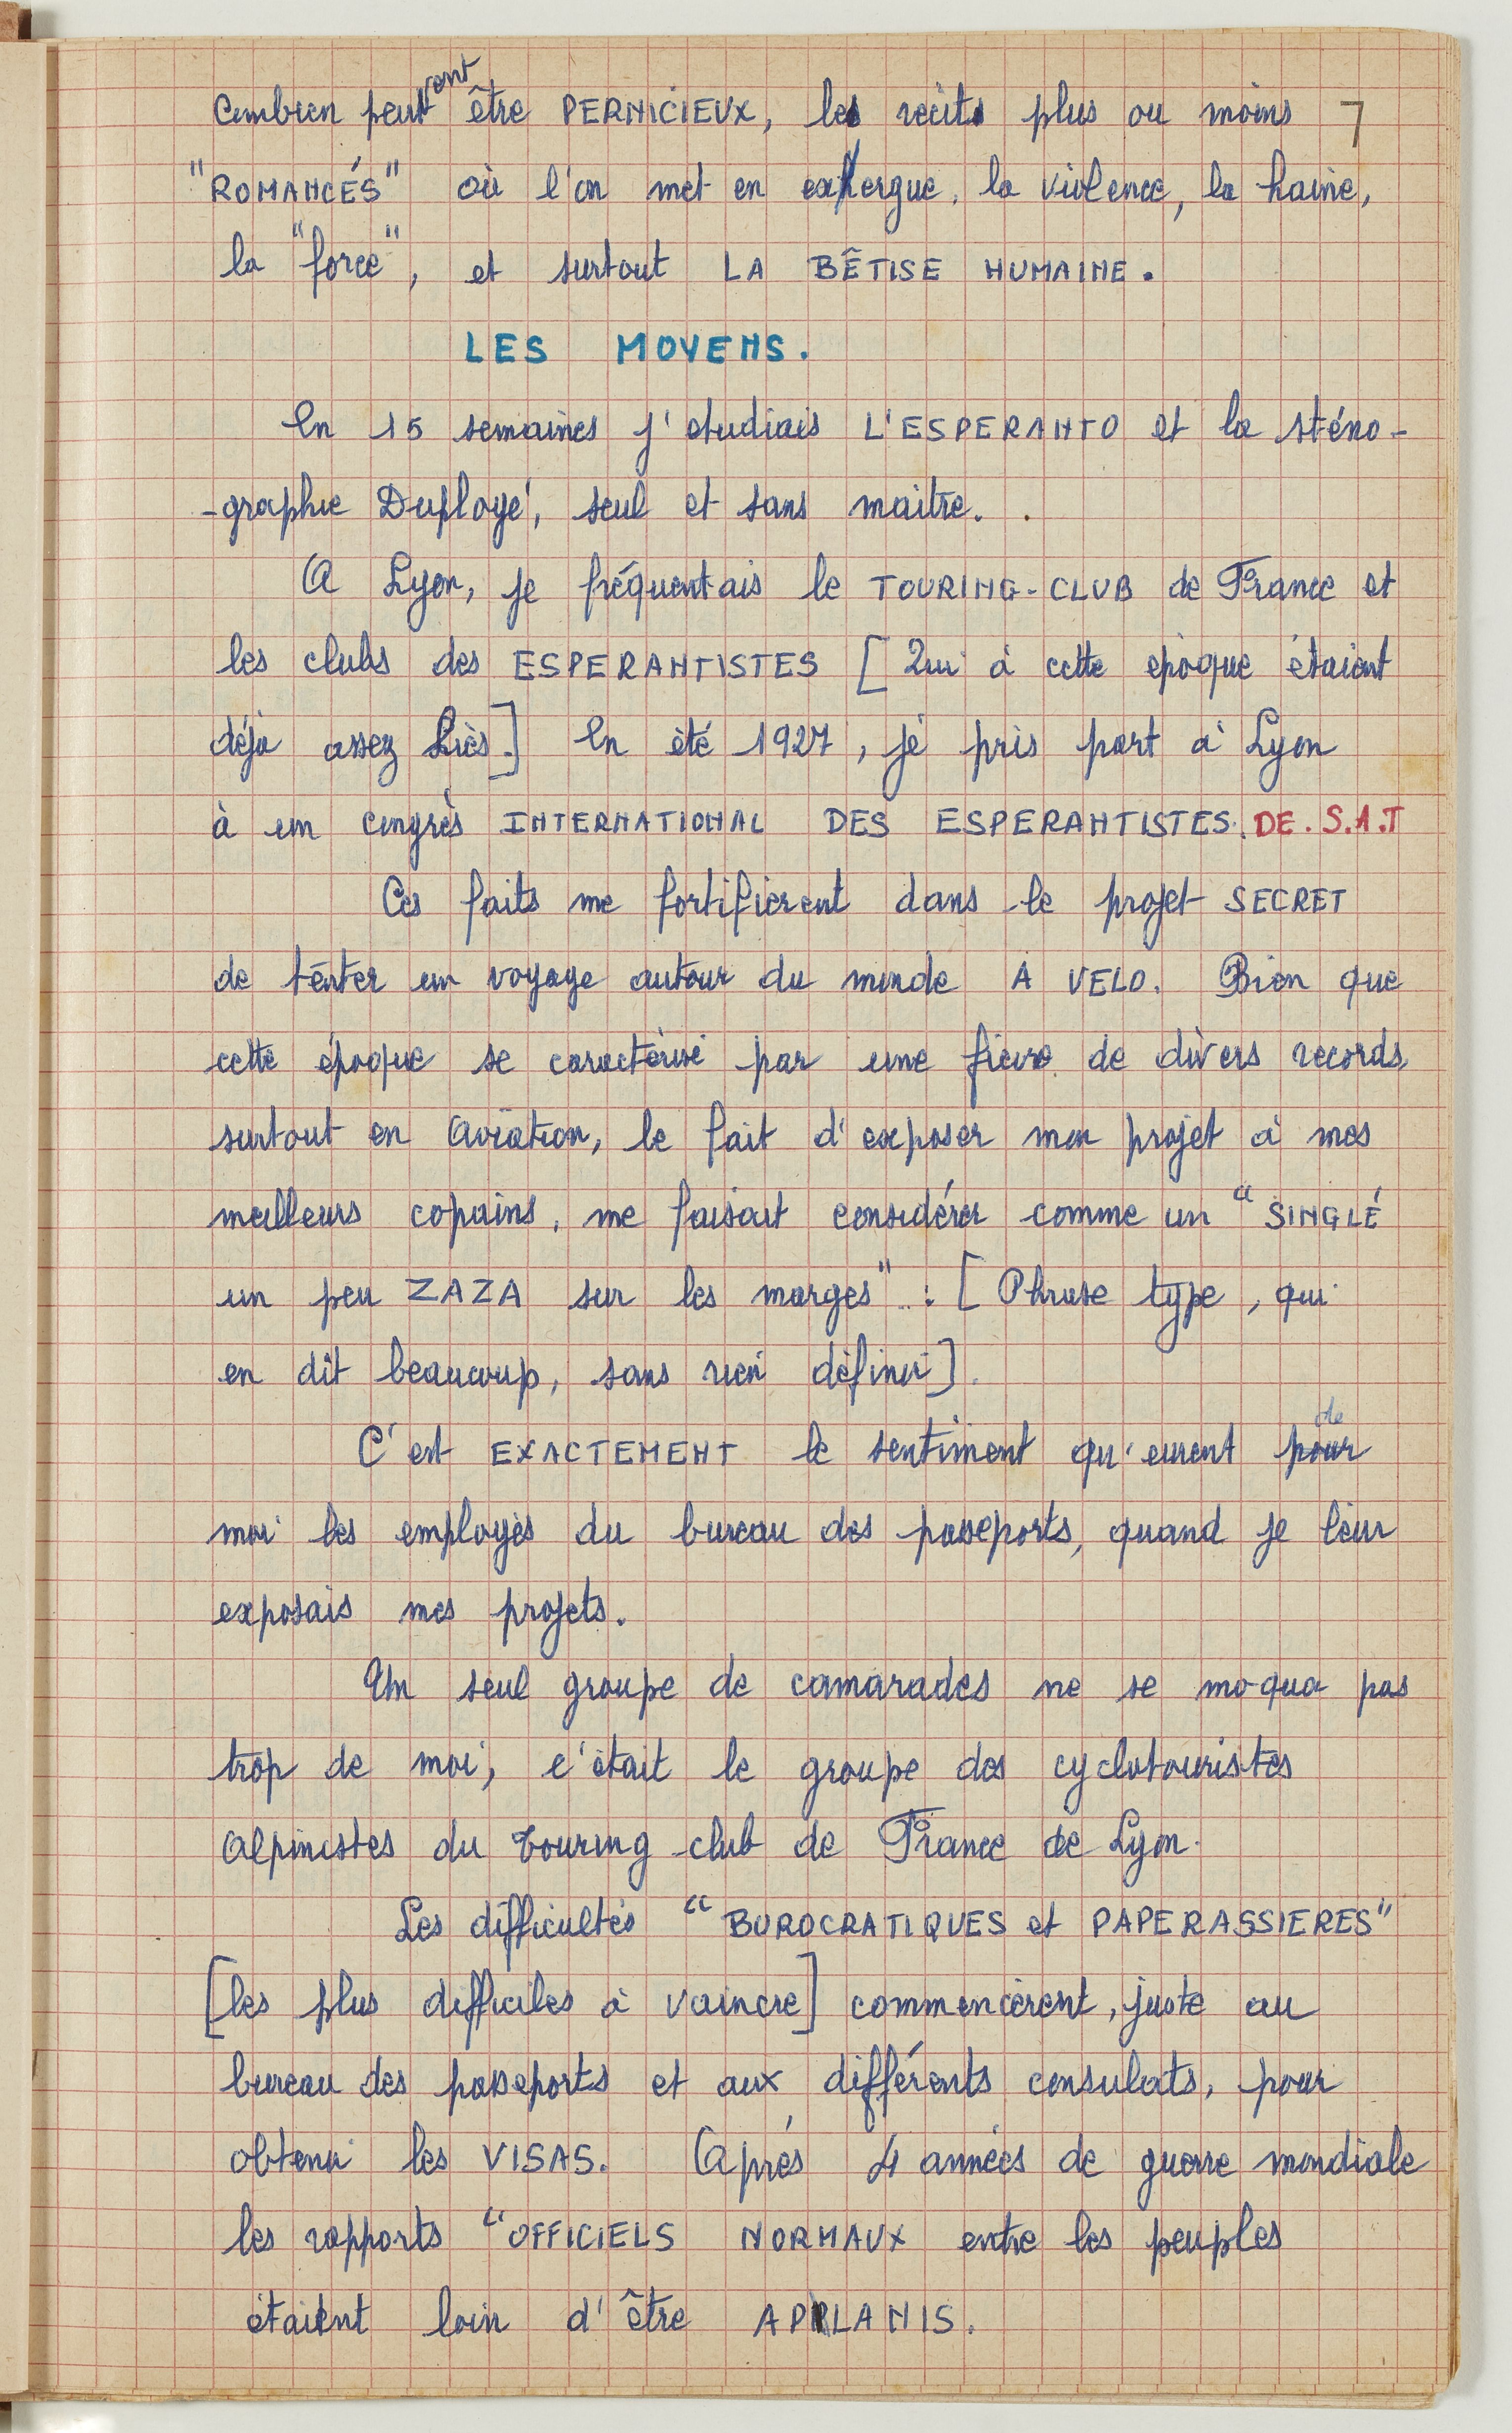 Combien peuvent être PERNICIEUX, les recits plus ou moins 7
"ROMANCÉS" où l'on met en exergue, la violence, la haine,
la "force", et surtout LA BÊTISE HUMAINE.
LES MOYENS.
En 15 semaines j'etudiais L'ESPERANTO et la sténo-
-graphie Duployé, seul et sans maitre.
A Lyon, je fréquentais le TOURING-CLUB de France et
les clubs des ESPERANTISTES [Qui à cette epoque étaient
déjà assez Liès.] En été 1927, je pris part à Lyon
à un congrès INTERNATIONAL DES ESPERANTISTES. DE. S.A.T
Ces faits me fortifièrent dans le projet SECRET
de tenter un voyage autour du monde A VELO. Bien que
cette époque se caractérisé par une fievre de divers records,
surtout en Aviation, le fait d'exposer mon projet à mes
meilleurs copains, me faisait considérer comme un "SINGLÉ
un peu ZAZA sur les marges": [Phrase type, qui
en dit beaucoup, sans rien définir].
C'est EXACTEMENT le sentiment qu'eurent pour de
moi les employés du bureau des passeports, quand je leur
exposais mes projets.
Un seul groupe de camarades ne se moqua pas
trop de moi, c'était le groupe des cyclotouristes
Alpinistes du Touring-club de France de Lyon.
Les difficultés "BUROCRATIQUES et PAPERASSIERES"
[les plus difficiles à vaincre] commencèrent, juste au
bureau des passeports et aux différents consulats, pour
obtenir les VISAS. Après 4 années de guerre mondiale
les rapports "OFFICIELS NORMAUX entre les peuples
étaient loin d'être APLANIS.